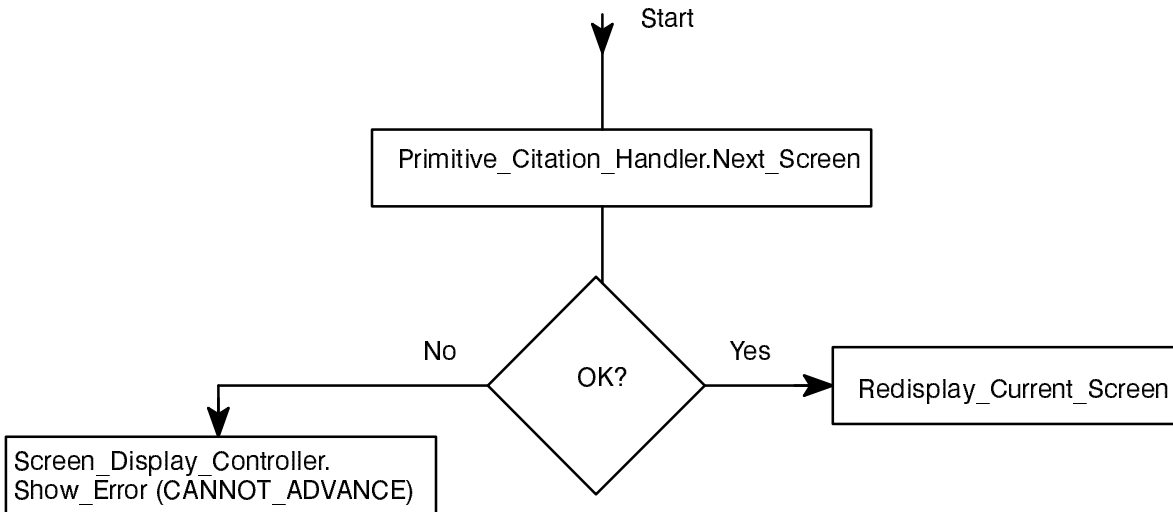 Start
Primitive_Citation_Handler.Next_Screen
No
Yes
OK?
Redisplay_Current_Screen
Screen_Display_Controller.
Show_Error (CANNOT_ADVANCE)